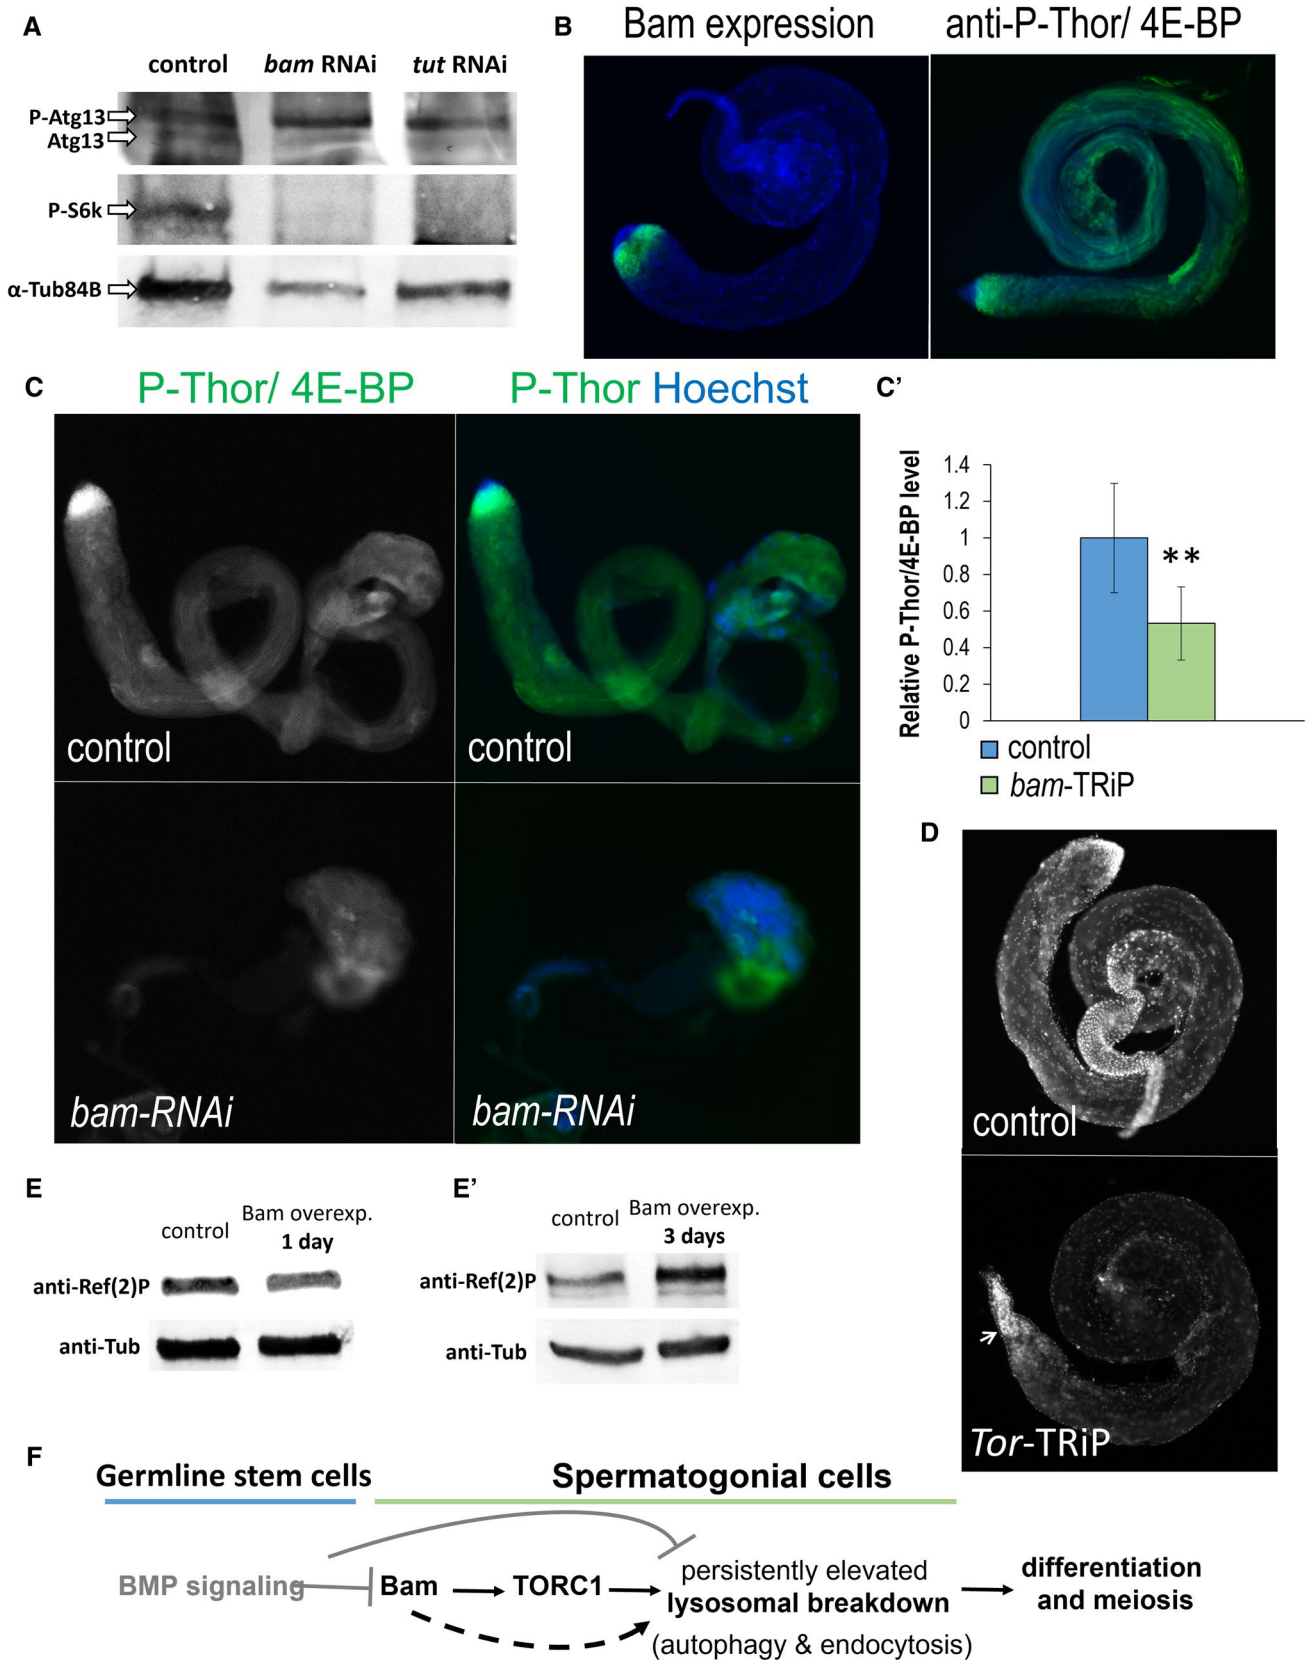 A
control bam RNAi tut RNAi
P-Atg13
Atg13
P-S6k
α-Tub84B
B
Bam expression
anti-P-Thor/ 4E-BP
C
P-Thor/ 4E-BP
P-Thor Hoechst
control
control
bam-RNAi
bam-RNAi
C’
Relative P-Thor/4E-BP level
1.4
1.2
1
0.8
0.6
0.4
0.2
0
**
control
bam-TRiP
D
control
Tor-TRiP
E
control
Bam overexp.
1 day
anti-Ref(2)P
anti-Tub
E’
control
Bam overexp.
3 days
anti-Ref(2)P
anti-Tub
F
Germline stem cells
Spermatogonial cells
BMP signaling
Bam
TORC1
persistently elevated
lysosomal breakdown
(autophagy & endocytosis)
differentiation
and meiosis